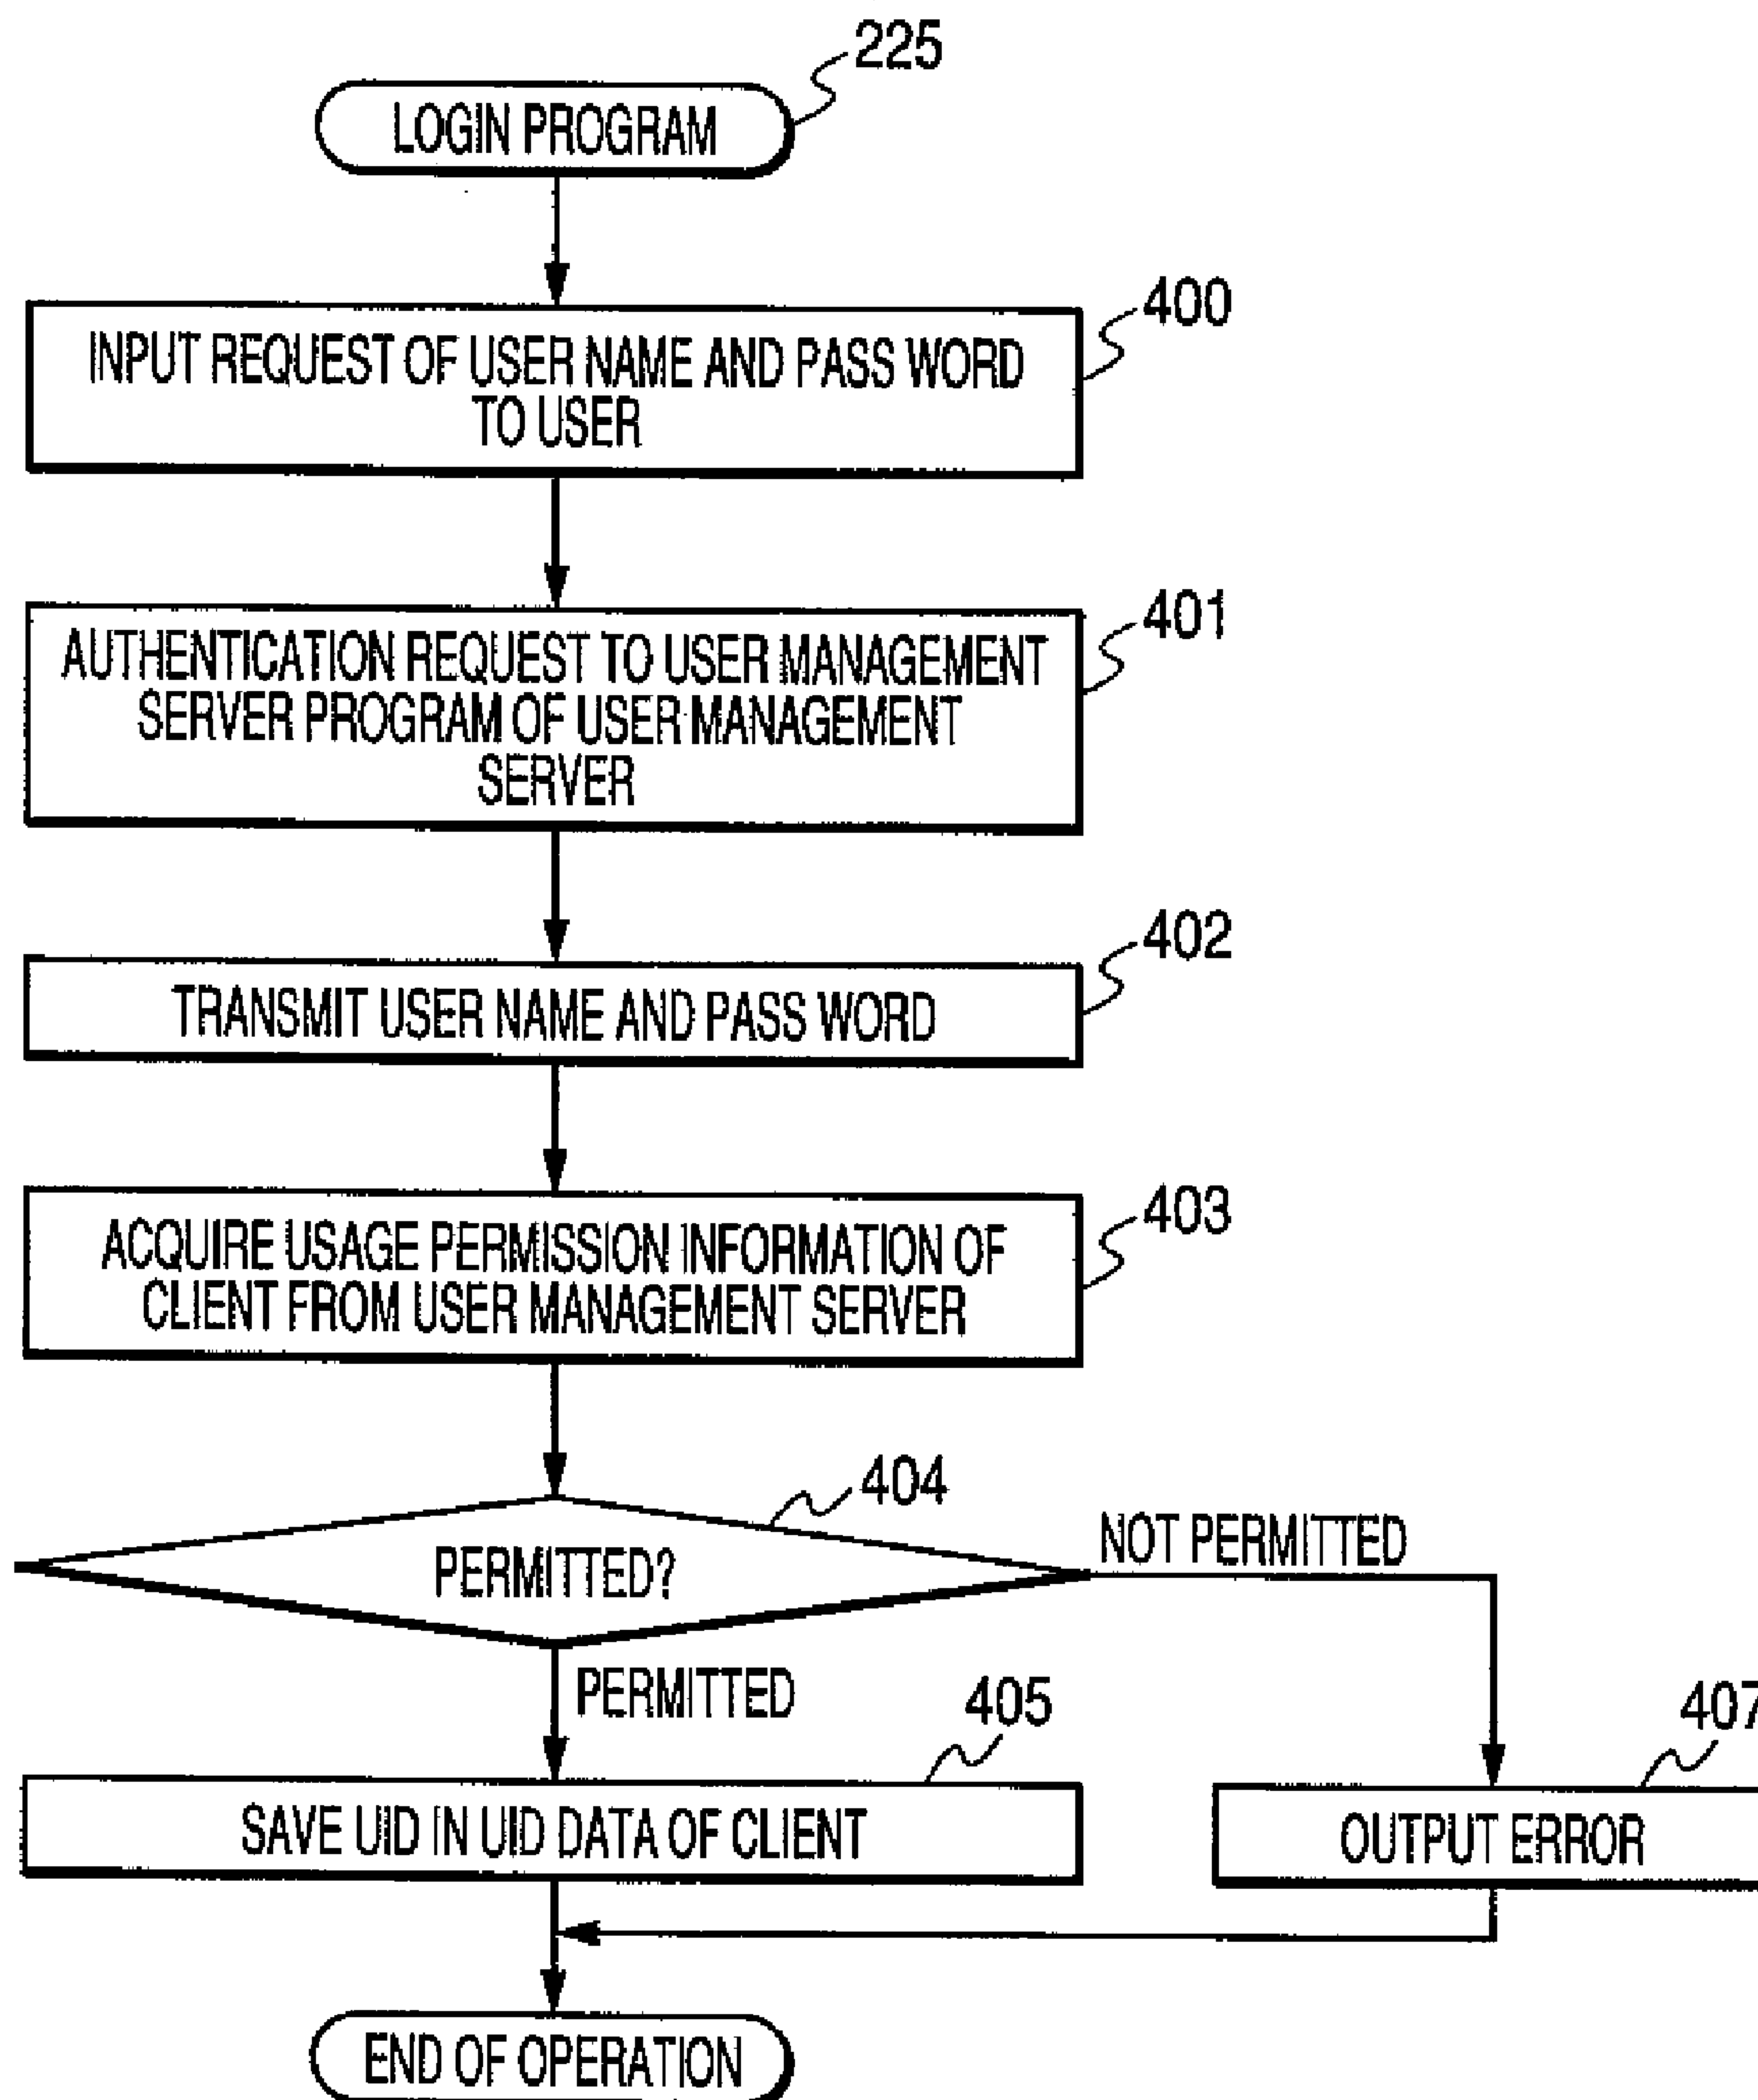 225
LOGIN PROGRAM
400
INPUT REQUEST OF USER NAME AND PASS WORD
TO USER
401
AUTHENTICATION REQUEST TO USER MANAGEMENT
SERVER PROGRAM OF USER MANAGEMENT
SERVER
402
TRANSMIT USER NAME AND PASS WORD
403
ACQUIRE USAGE PERMISSION INFORMATION OF
CLIENT FROM USER MANAGEMENT SERVER
404
PERMITTED?
NOT PERMITTED
PERMITTED
405
407
SAVE UID IN UID DATA OF CLIENT
OUTPUT ERROR
END OF OPERATION